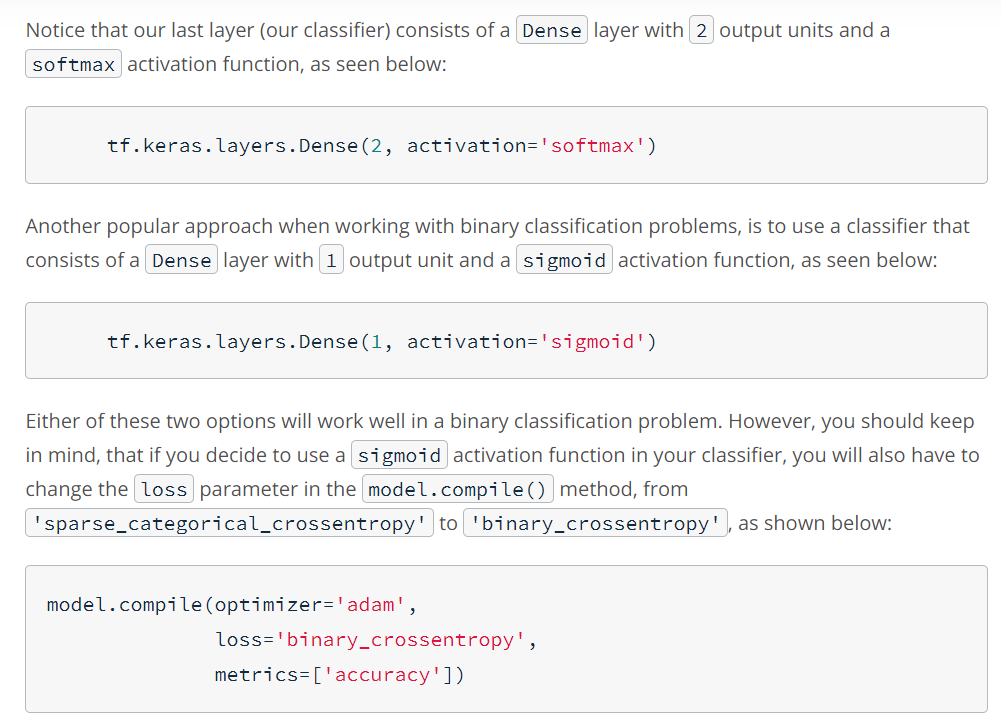 Notice that our last layer (our classifier) consists of a Dense layer with 2 output units and a
softmax activation function, as seen below:
tf.keras.layers.Dense(2, activation='softmax')
Another popular approach when working with binary classification problems, is to use a classifier that
consists of a Dense layer with 1 output unit and a sigmoid activation function, as seen below:
tf.keras.layers.Dense(1, activation='sigmoid')
Either of these two options will work well in a binary classification problem. However, you should keep
in mind, that if you decide to use a sigmoid activation function in your classifier, you will also have to
change the loss parameter in the model.compile() method, from
'sparse_categorical_crossentropy' to 'binary_crossentropy', as shown below:
model.compile(optimizer='adam',
loss='binary_crossentropy',
metrics=['accuracy'])